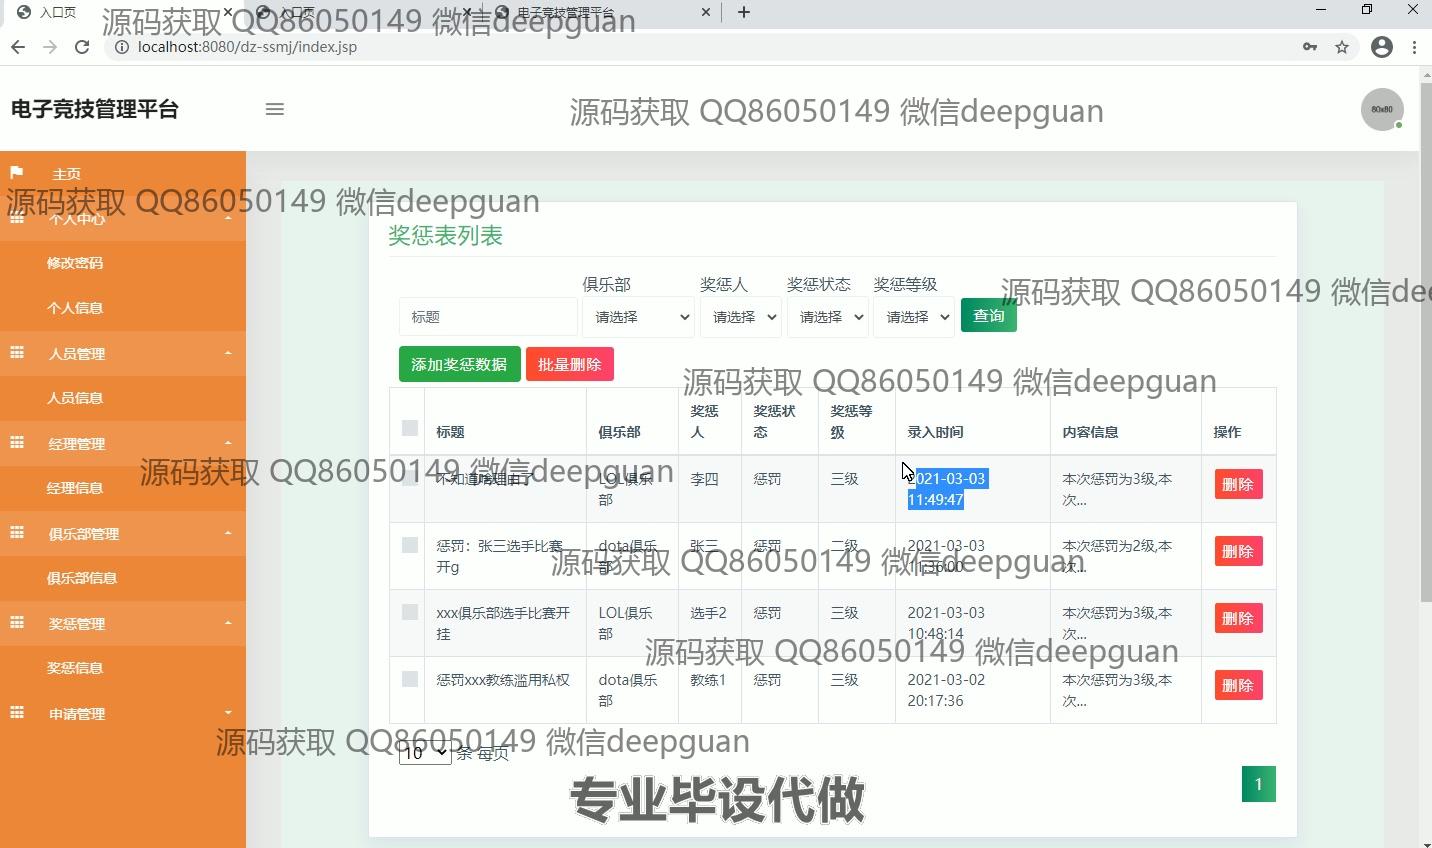 入口页
入口页
电子竞技管理平台
源码获取 QQ86050149 微信deepguan
localhost:8080/dz-ssmj/index.jsp
电子竞技管理平台
源码获取 QQ86050149 微信deepguan
80x80
主页
源码获取 QQ86050149 微信deepguan
个人中心
修改密码
个人信息
人员管理
人员信息
经理管理
经理信息
俱乐部管理
俱乐部信息
奖惩管理
奖惩信息
申请管理
奖惩表列表
俱乐部 奖惩人 奖惩状态 奖惩等级
源码获取 QQ86050149 微信dee
标题 请选择 请选择 请选择 请选择 查询
添加奖惩数据 批量删除
源码获取 QQ86050149 微信deepguan
标题 俱乐部 奖惩人 奖惩状态 奖惩等级 录入时间 内容信息 操作
源码获取 QQ86050149 微信deepguan
不知道啥理由了 LOL俱乐部 李四 惩罚 三级 2021-03-03 11:49:47 本次惩罚为3级,本次... 删除
惩罚：张三选手比赛开g dota俱乐部 张三 惩罚 二级 2021-03-03 11:36:00 本次惩罚为2级,本次... 删除
源码获取 QQ86050149 微信deepguan
xxx俱乐部选手比赛开挂 LOL俱乐部 选手2 惩罚 三级 2021-03-03 10:48:14 本次惩罚为3级,本次... 删除
源码获取 QQ86050149 微信deepguan
惩罚xxx教练滥用私权 dota俱乐部 教练1 惩罚 三级 2021-03-02 20:17:36 本次惩罚为3级,本次... 删除
源码获取 QQ86050149 微信deepguan
10 条 每页
1
专业毕设代做